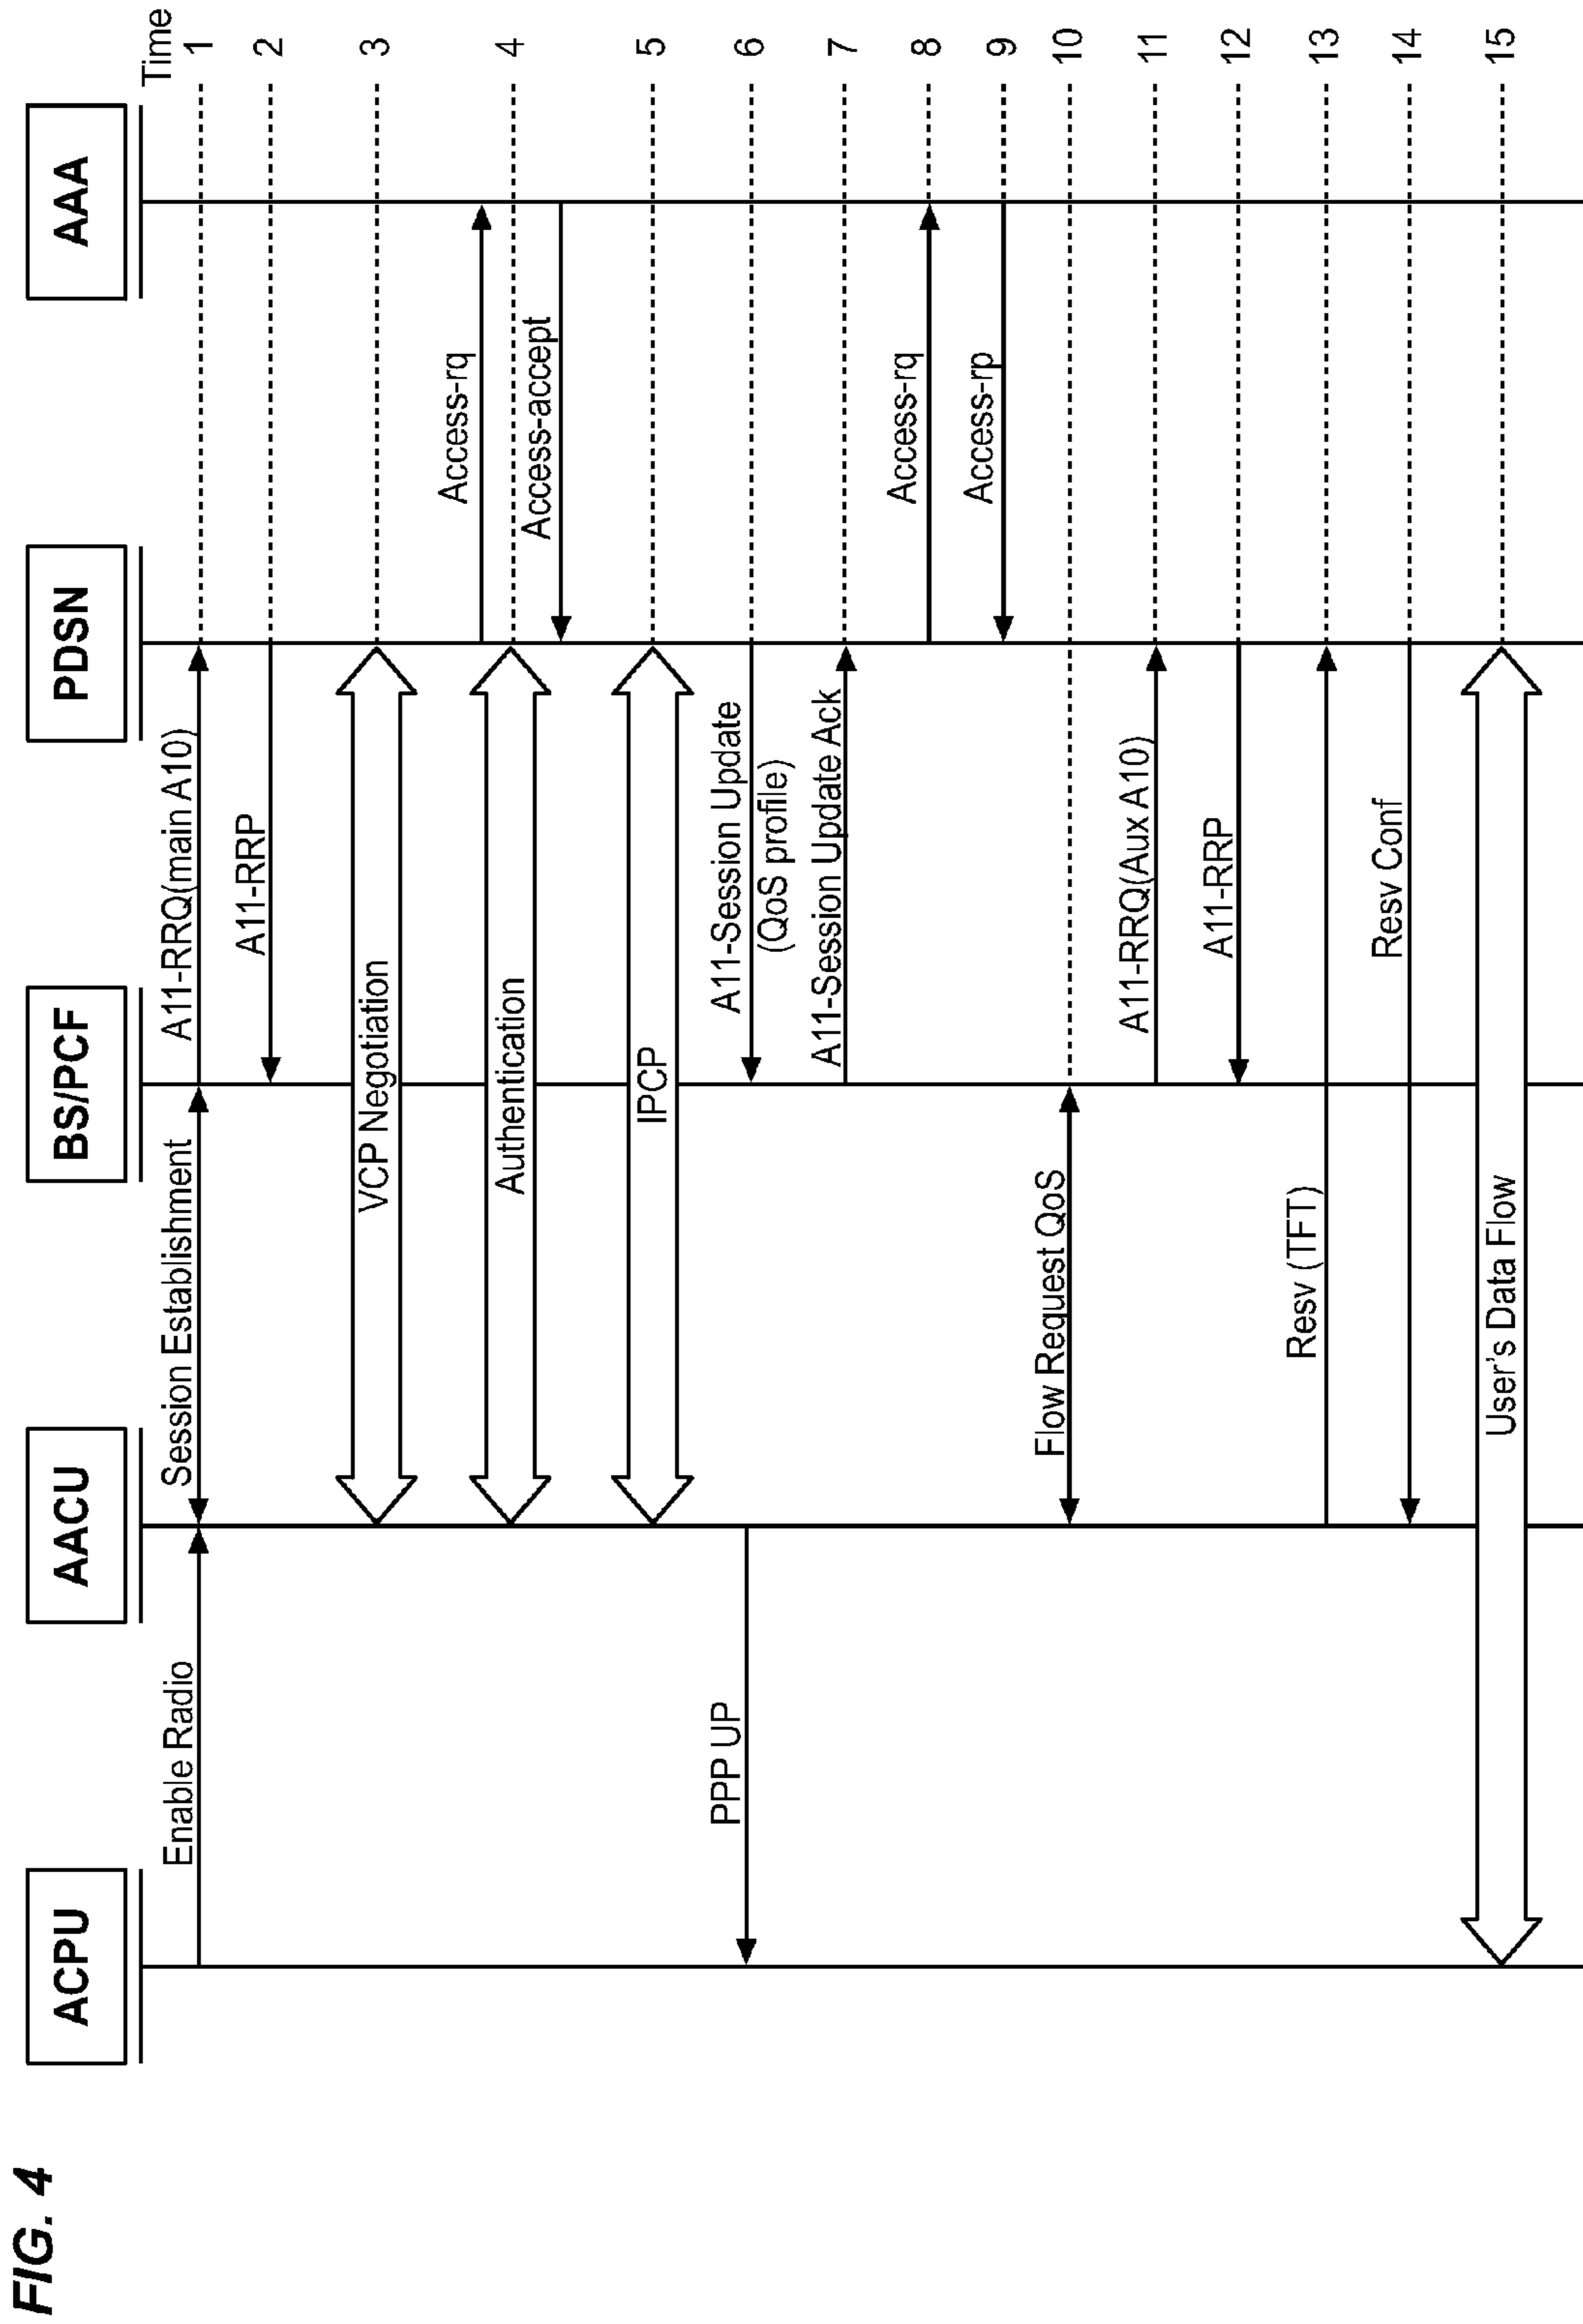 FIG. 4
ACPU
AACU
BS/PCF
PDSN
AAA
Time
Enable Radio
Session Establishment
A11-RRQ(main A10)
1
A11-RRP
2
VCP Negotiation
3
Access-rq
Authentication
4
Access-accept
IPCP
5
PPP UP
A11-Session Update
(QoS profile)
6
A11-Session Update Ack
7
Access-rq
8
Access-rp
9
Flow Request QoS
10
A11-RRQ(Aux A10)
11
A11-RRP
12
Resv (TFT)
13
Resv Conf
14
User's Data Flow
15